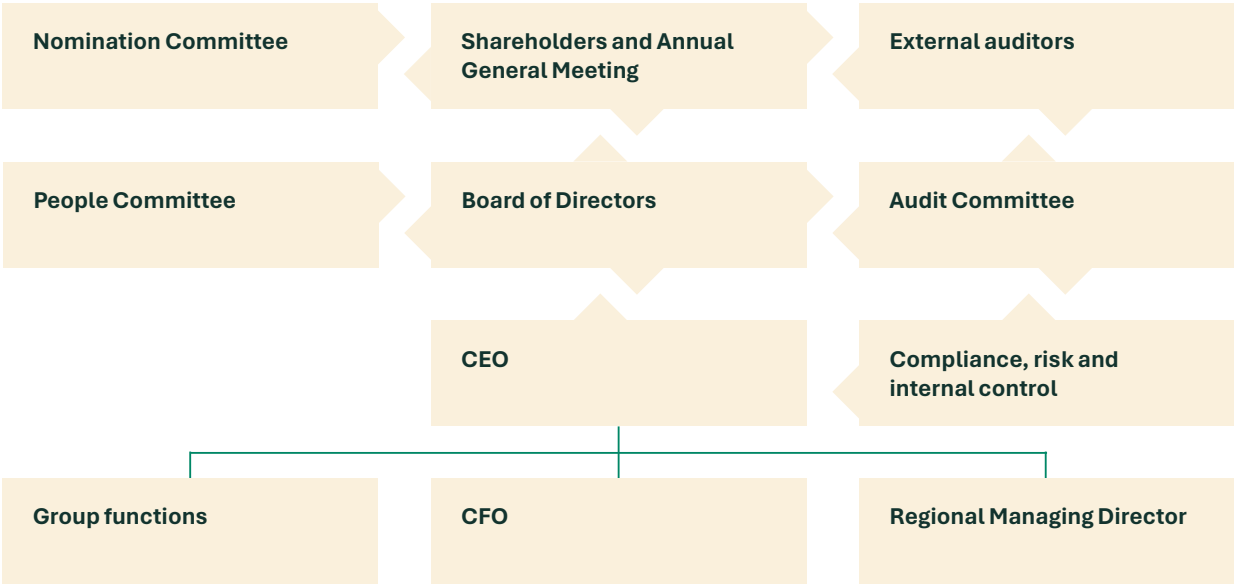 Nomination Committee
Shareholders and Annual
General Meeting
External auditors
People Committee
Board of Directors
Audit Committee
CEO
Compliance, risk and
internal control
Group functions
CFO
Regional Managing Director